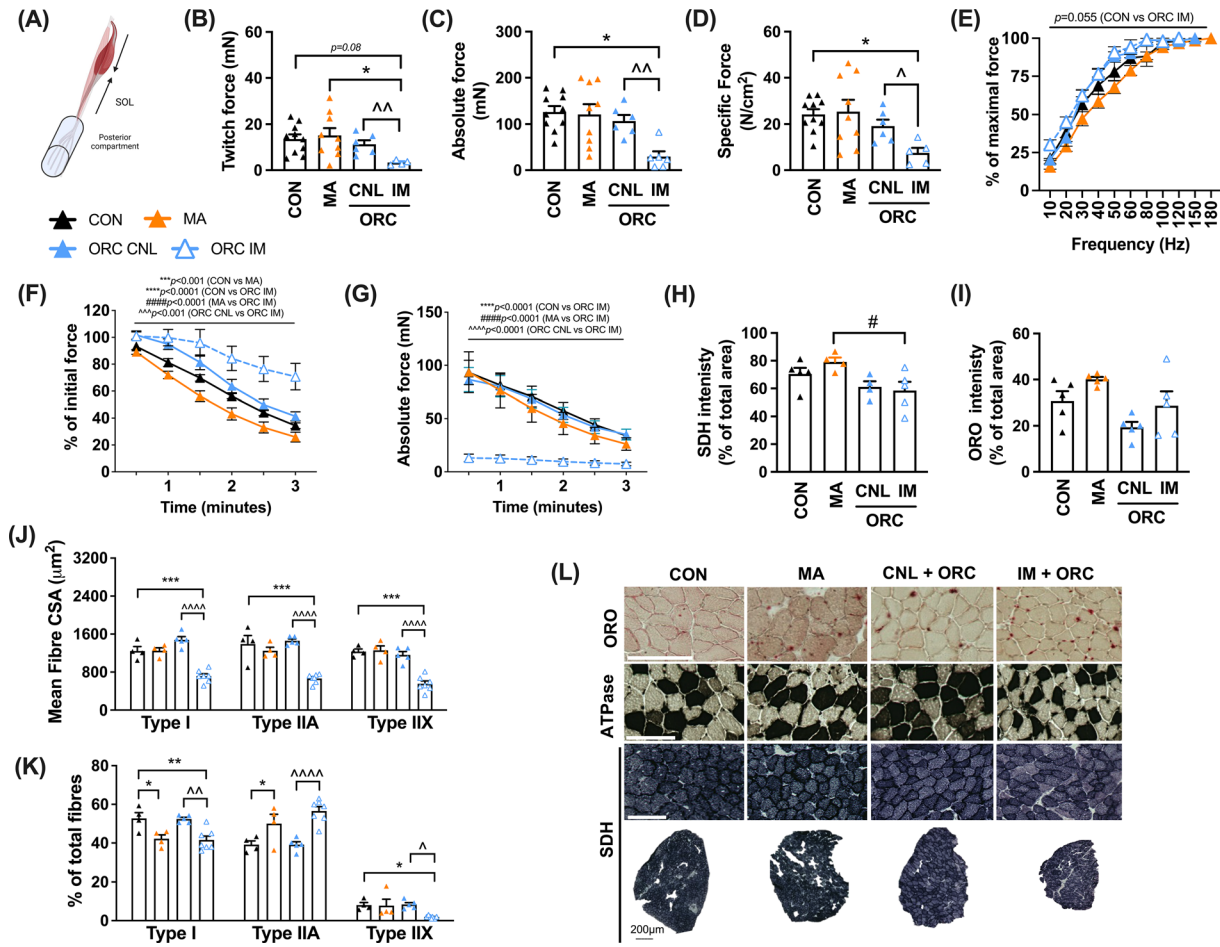 (A)
SOL
Posterior
compartment
CON
MA
ORC CNL
ORC IM
(B)
Twitch force (mN)
60
40
20
0
p=0.08
*
^^
CON
MA
CNL
IM
ORC
(C)
Absolute force
(mN)
300
200
100
0
*
^^
CON
MA
CNL
IM
ORC
(D)
Specific Force
(N/cm2)
60
40
20
0
*
^
CON
MA
CNL
IM
ORC
(E)
p=0.055 (CON vs ORC IM)
% of maximal force
100
75
50
25
0
10
20
30
40
50
60
80
100
120
150
180
Frequency (Hz)
(F)
***p<0.001 (CON vs MA)
****p<0.0001 (CON vs ORC IM)
####p<0.0001 (MA vs ORC IM)
^^^p<0.001 (ORC CNL vs ORC IM)
% of initial force
120
100
80
60
40
20
0
1
2
3
Time (minutes)
(G)
****p<0.0001 (CON vs ORC IM)
####p<0.0001 (MA vs ORC IM)
^^^^p<0.0001 (ORC CNL vs ORC IM)
Absolute force (mN)
150
100
50
0
1
2
3
Time (minutes)
(H)
SDH intenisty
(% of total area)
100
80
60
40
20
0
#
CON
MA
CNL
IM
ORC
(I)
ORO intenisty
(% of total area)
60
40
20
0
CON
MA
CNL
IM
ORC
(J)
Mean Fibre CSA (μm2)
3200
2400
1600
800
0
***
^^^^
***
^^^^
***
^^^^
Type I
Type IIA
Type IIX
(K)
% of total fibres
80
60
40
20
0
**
*
^^
*
^^^^
*
^
Type I
Type IIA
Type IIX
(L)
CON
MA
CNL + ORC
IM + ORC
ORO
ATPase
SDH
200μm